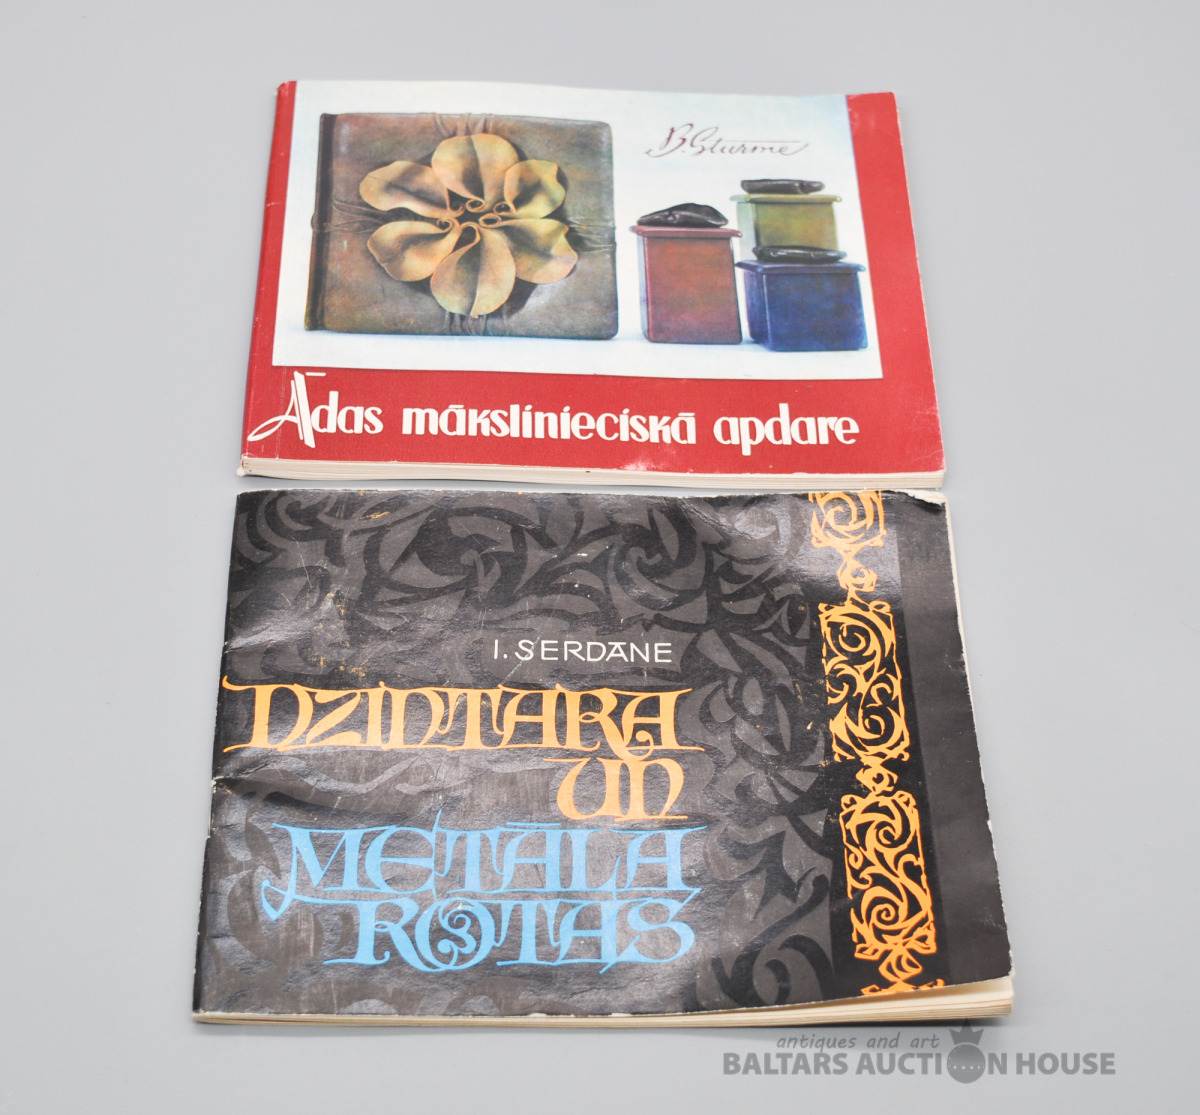 B. Sturme
Ādas mākslinieciskā apdare
I. SERDĀNE
DZINTARA
UN
METĀLA
ROTAS
antiques and art
BALTARS AUCTION HOUSE